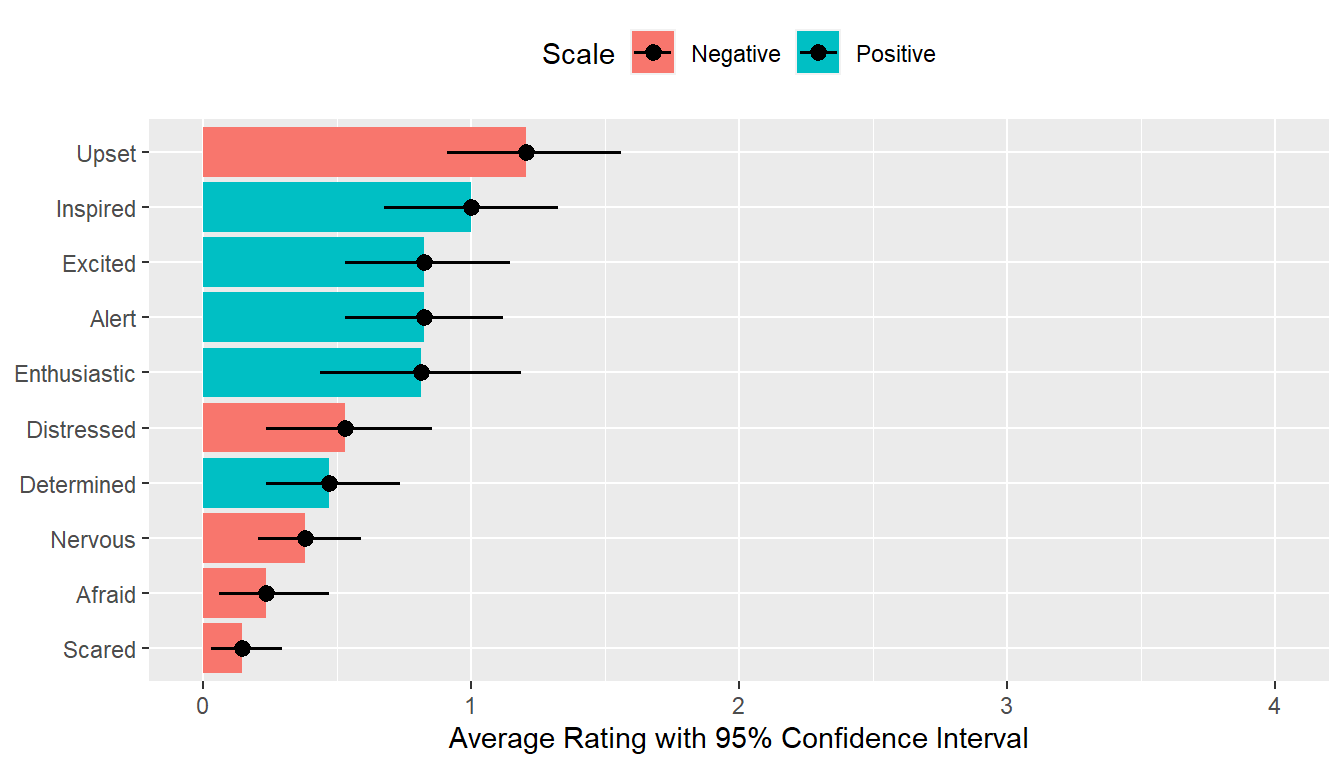 Scale Negative Positive
Upset
Inspired
Excited
Alert
Enthusiastic
Distressed
Determined
Nervous
Afraid
Scared
0 1 2 3 4
Average Rating with 95% Confidence Interval